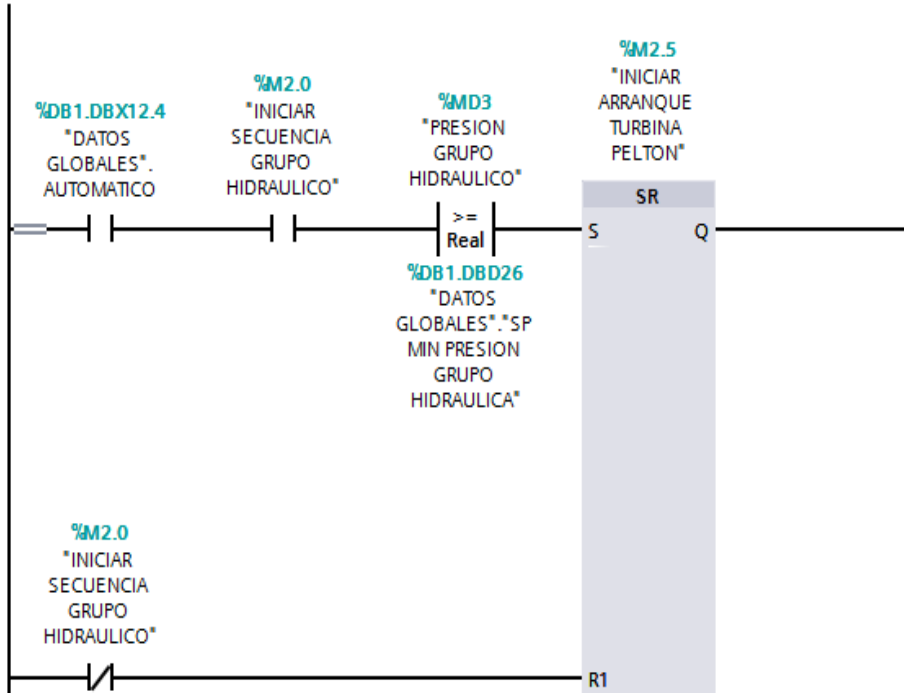 %M2.5
"INICIAR
ARRANQUE
TURBINA
PELTON"
%M2.0
"INICIAR
SECUENCIA
GRUPO
HIDRAULICO"
%MD3
"PRESION
GRUPO
HIDRAULICO"
%DB1.DBX12.4
"DATOS
GLOBALES".
AUTOMATICO
SR
>=
Real
S
Q
%DB1.DBD26
"DATOS
GLOBALES"."SP
MIN PRESION
GRUPO
HIDRAULICA"
%M2.0
"INICIAR
SECUENCIA
GRUPO
HIDRAULICO"
R1